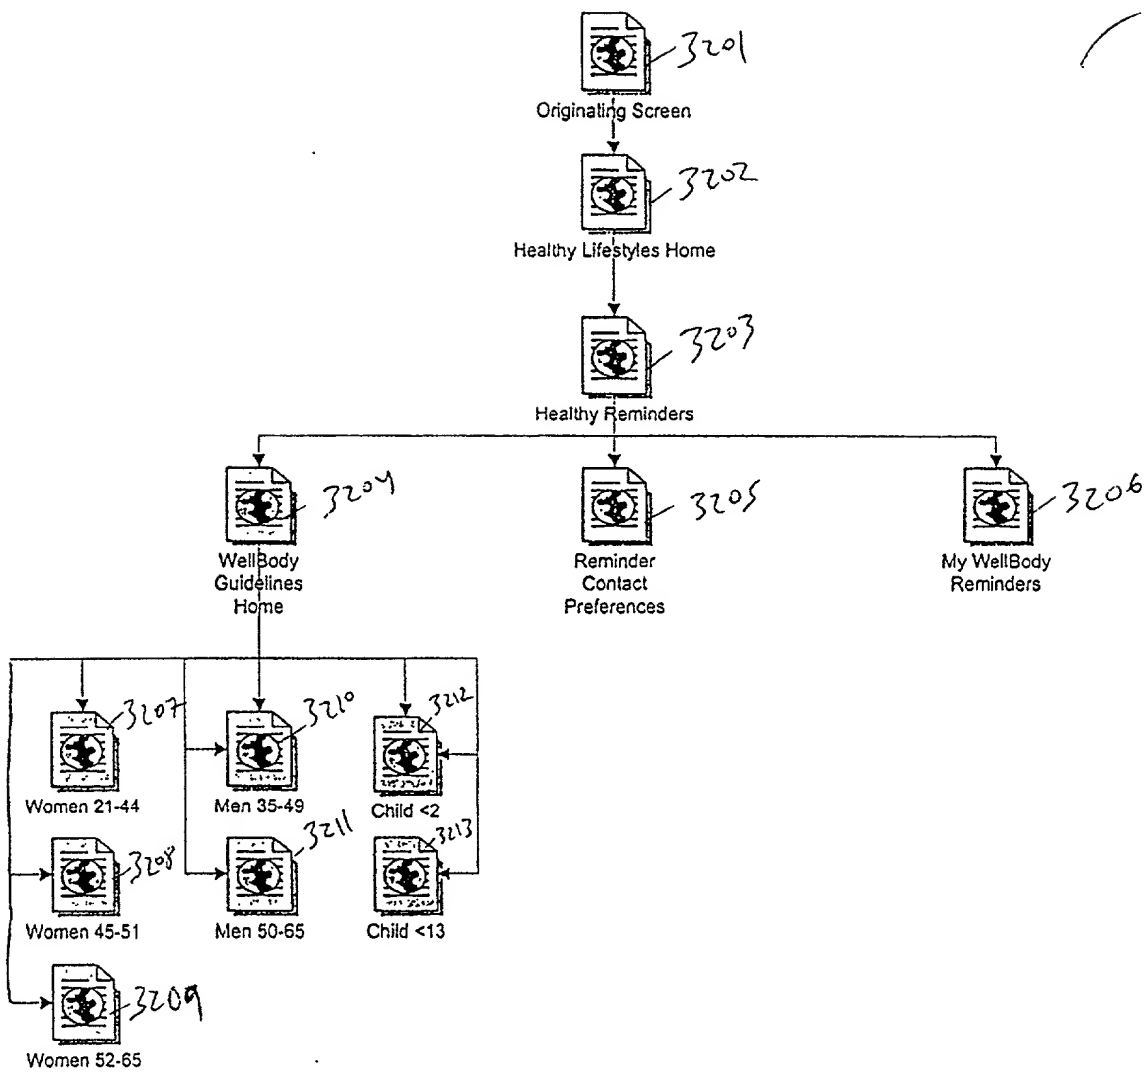 3201
Originating Screen
3202
Healthy Lifestyles Home
3203
Healthy Reminders
3204
3205
3206
WellBody
Guidelines
Home
Reminder
Contact
Preferences
My WellBody
Reminders
3207
3210
3212
Women 21-44
Men 35-49
Child <2
3208
3211
3213
Women 45-51
Men 50-65
Child <13
3209
Women 52-65